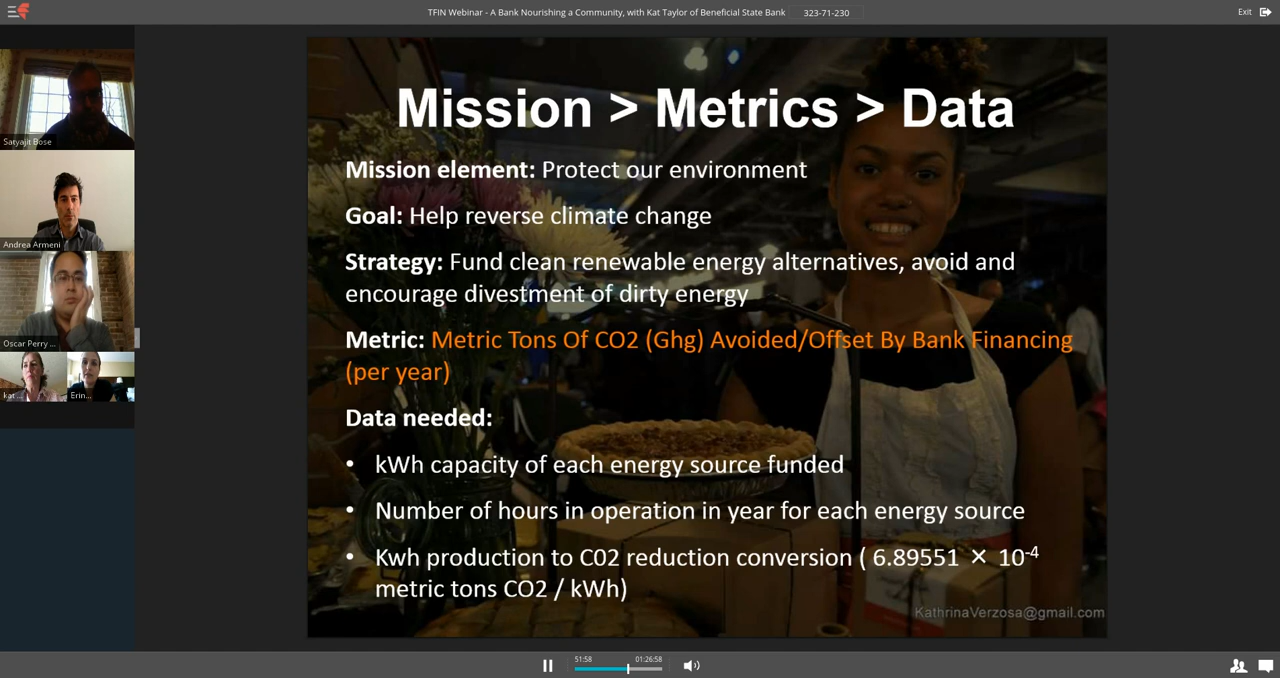 TFIN Webinar - A Bank Nourishing a Community, with Kat Taylor of Beneficial State Bank
323-71-230
Exit
Satyajit Bose
Andrea Armeni
Oscar Perry ...
kat ...
Erin...
Mission > Metrics > Data
Mission element: Protect our environment
Goal: Help reverse climate change
Strategy: Fund clean renewable energy alternatives, avoid and
encourage divestment of dirty energy
Metric: Metric Tons Of CO2 (Ghg) Avoided/Offset By Bank Financing
(per year)
Data needed:
• kWh capacity of each energy source funded
• Number of hours in operation in year for each energy source
• Kwh production to C02 reduction conversion ( 6.89551 × 10-4
metric tons CO2 / kWh)
KathrinaVerzosa@gmail.com
51:58
01:26:58